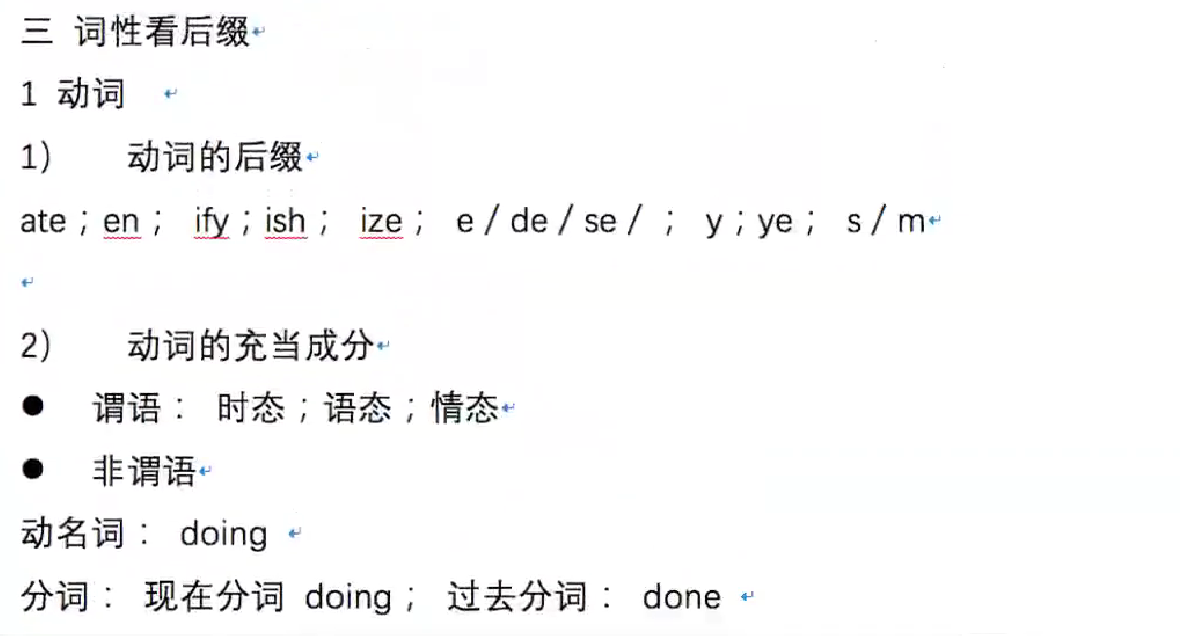 三 词性看后缀
1 动词
1） 动词的后缀
ate；en； ify；ish； ize； e / de / se / ； y；ye； s / m
2） 动词的充当成分
● 谓语： 时态；语态；情态
● 非谓语
动名词： doing
分词： 现在分词 doing； 过去分词： done